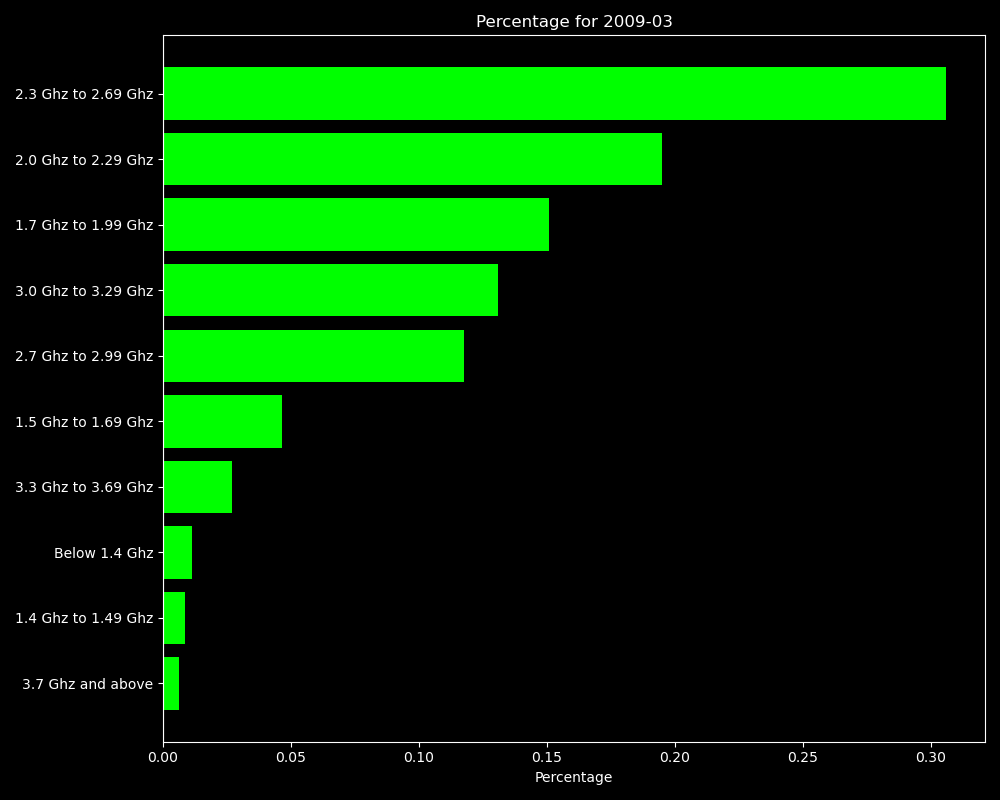 Percentage for 2009-03
2.3 Ghz to 2.69 Ghz
2.0 Ghz to 2.29 Ghz
1.7 Ghz to 1.99 Ghz
3.0 Ghz to 3.29 Ghz
2.7 Ghz to 2.99 Ghz
1.5 Ghz to 1.69 Ghz
3.3 Ghz to 3.69 Ghz
Below 1.4 Ghz
1.4 Ghz to 1.49 Ghz
3.7 Ghz and above
0.00 0.05 0.10 0.15 0.20 0.25 0.30
Percentage